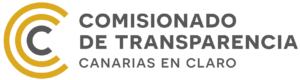 COMISIONADO
DE TRANSPARENCIA
CANARIAS EN CLARO